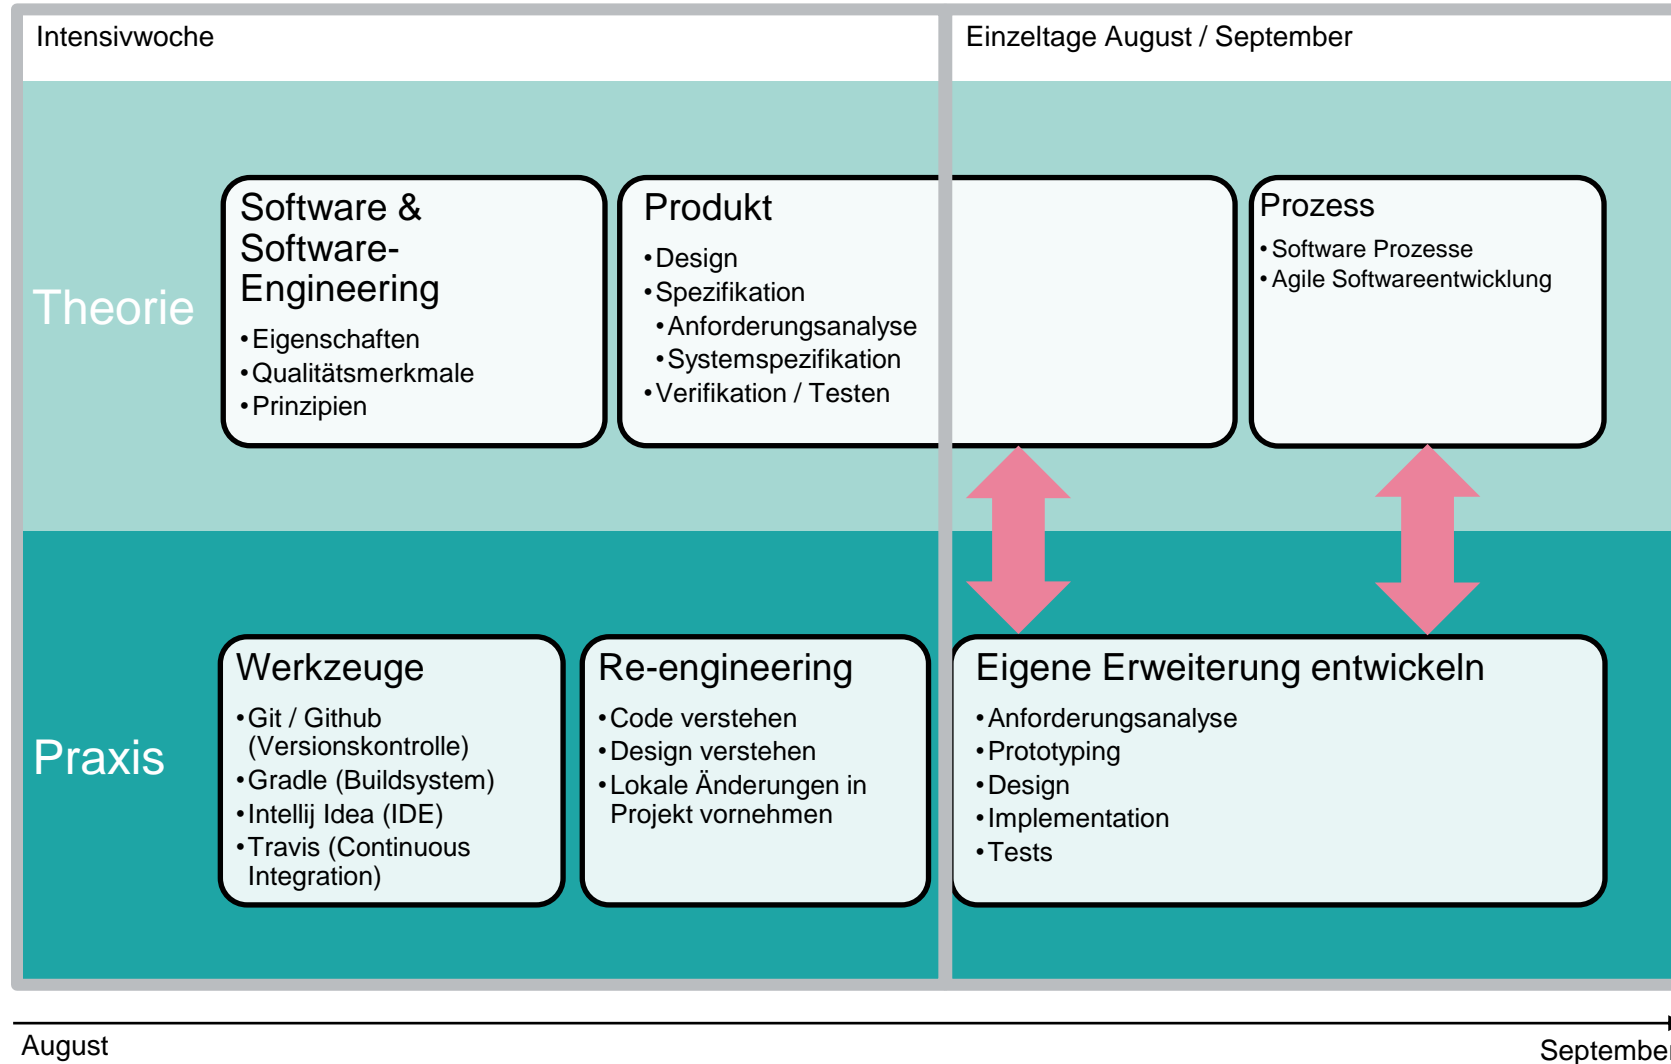 Intensivwoche
Einzeltage August / September
Theorie
Software &
Software-
Engineering
•Eigenschaften
•Qualitätsmerkmale
•Prinzipien
Produkt
•Design
•Spezifikation
•Anforderungsanalyse
•Systemspezifikation
•Verifikation / Testen
Prozess
•Software Prozesse
•Agile Softwareentwicklung
Praxis
Werkzeuge
•Git / Github
(Versionskontrolle)
•Gradle (Buildsystem)
•Intellij Idea (IDE)
•Travis (Continuous
Integration)
Re-engineering
•Code verstehen
•Design verstehen
•Lokale Änderungen in
Projekt vornehmen
Eigene Erweiterung entwickeln
•Anforderungsanalyse
•Prototyping
•Design
•Implementation
•Tests
August
September